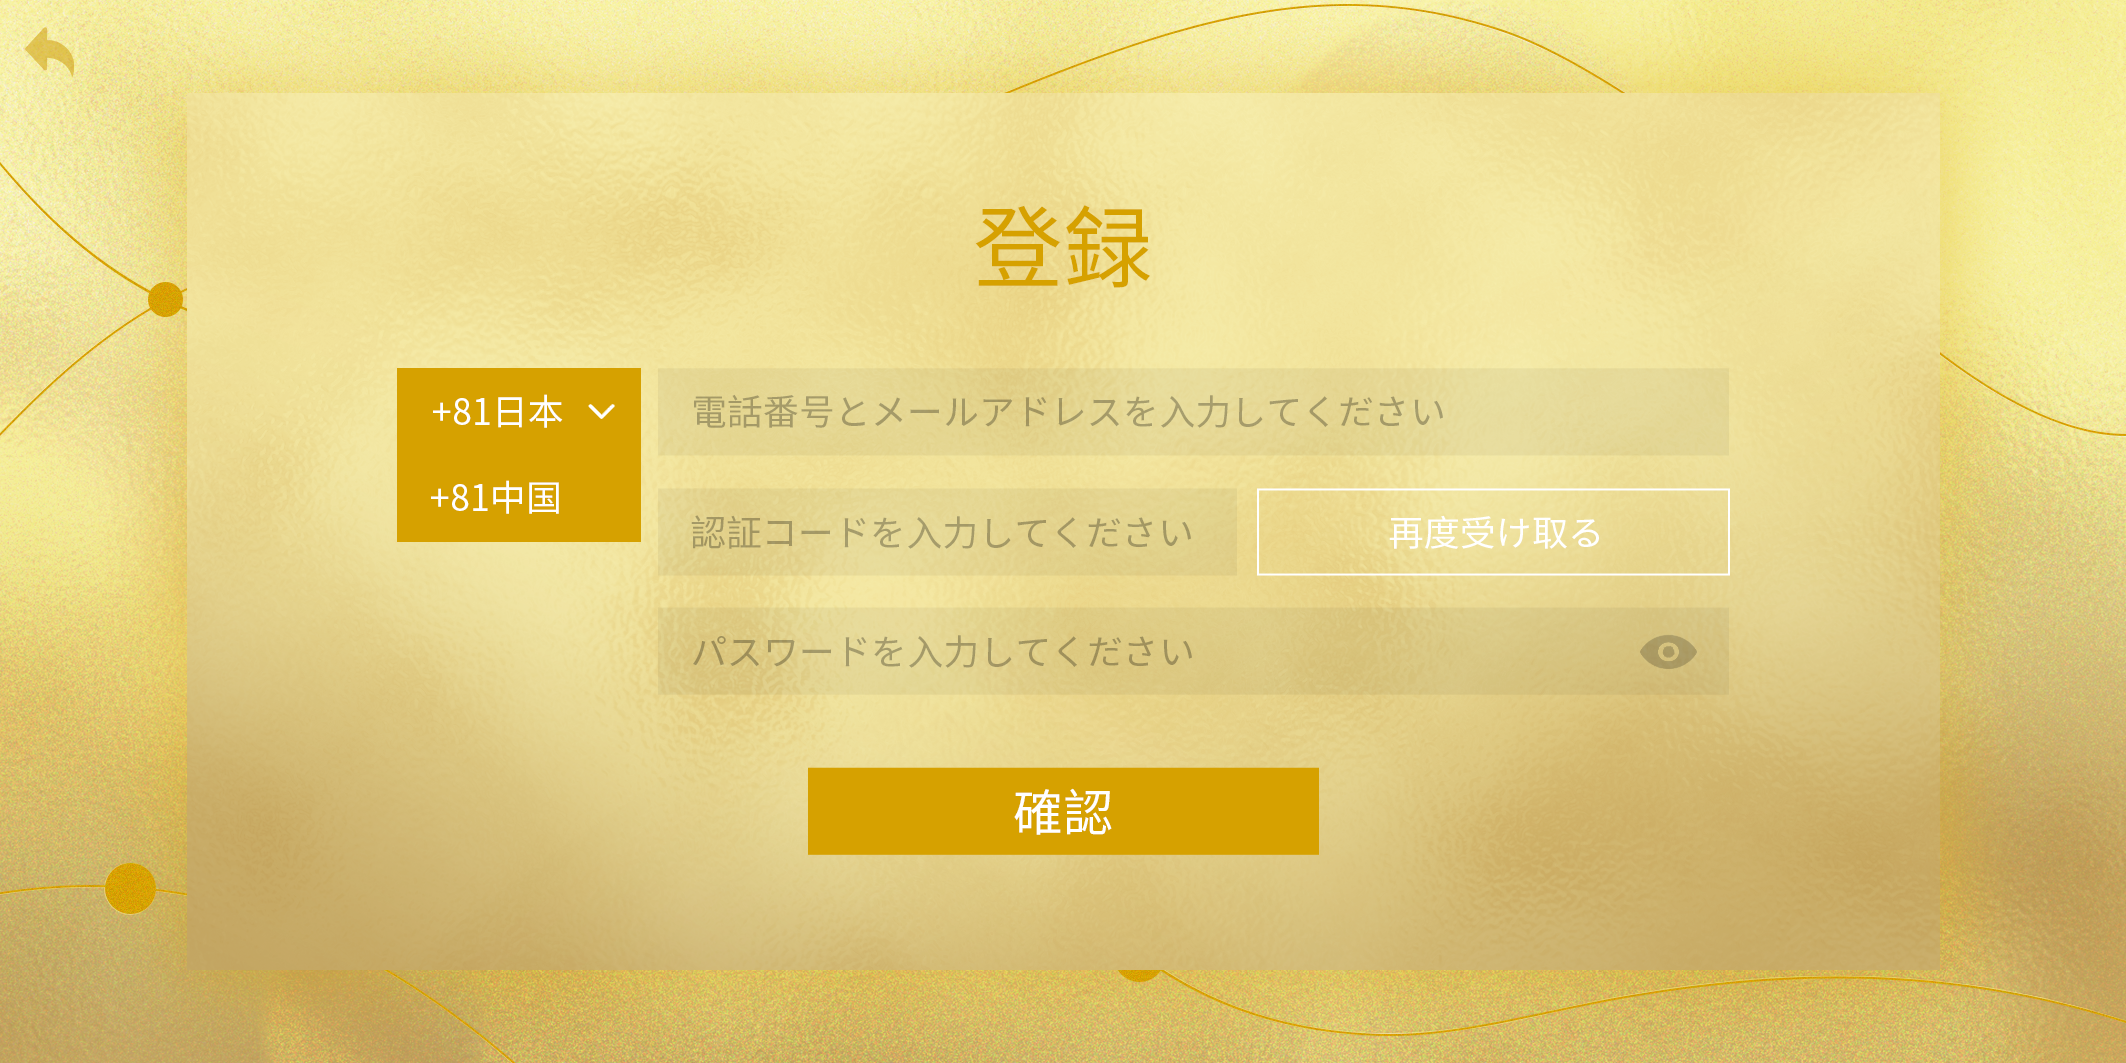 登録
+81日本
電話番号とメールアドレスを入力してください
+81中国
認証コードを入力してください
再度受け取る
パスワードを入力してください
確認